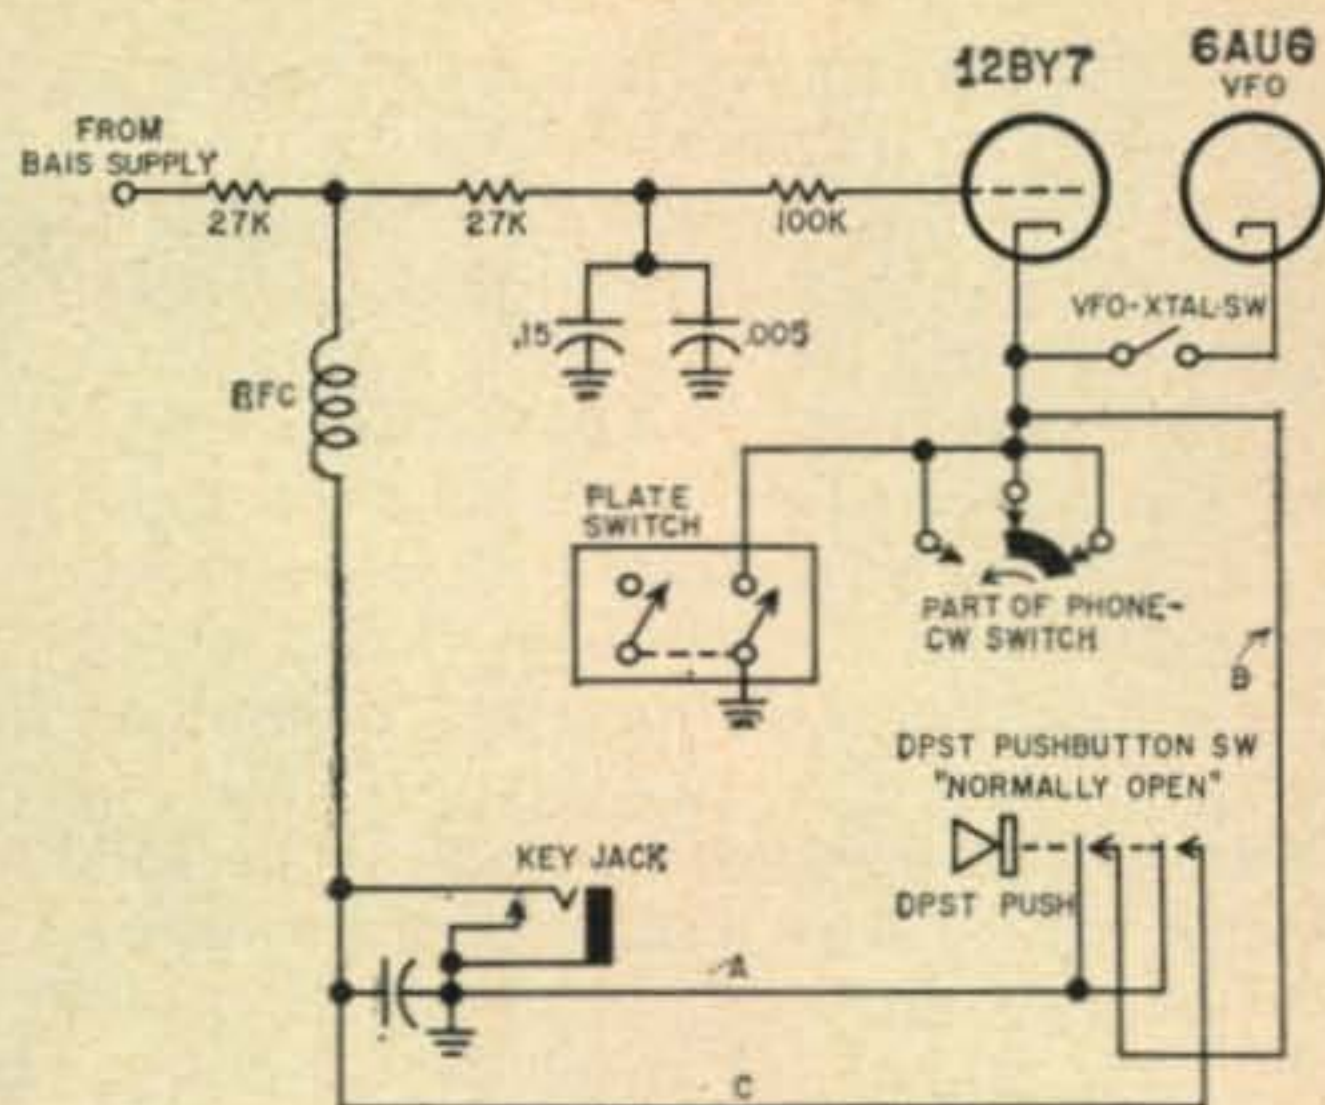 12BY7
6AU6
VFO
FROM
BAIS SUPPLY
27K
27K
100K
.15
.005
VFO-XTAL-SW
RFC
PLATE
SWITCH
PART OF PHONE-
CW SWITCH
B
DPST PUSHBUTTON SW
"NORMALLY OPEN"
KEY JACK
DPST PUSH
A
C